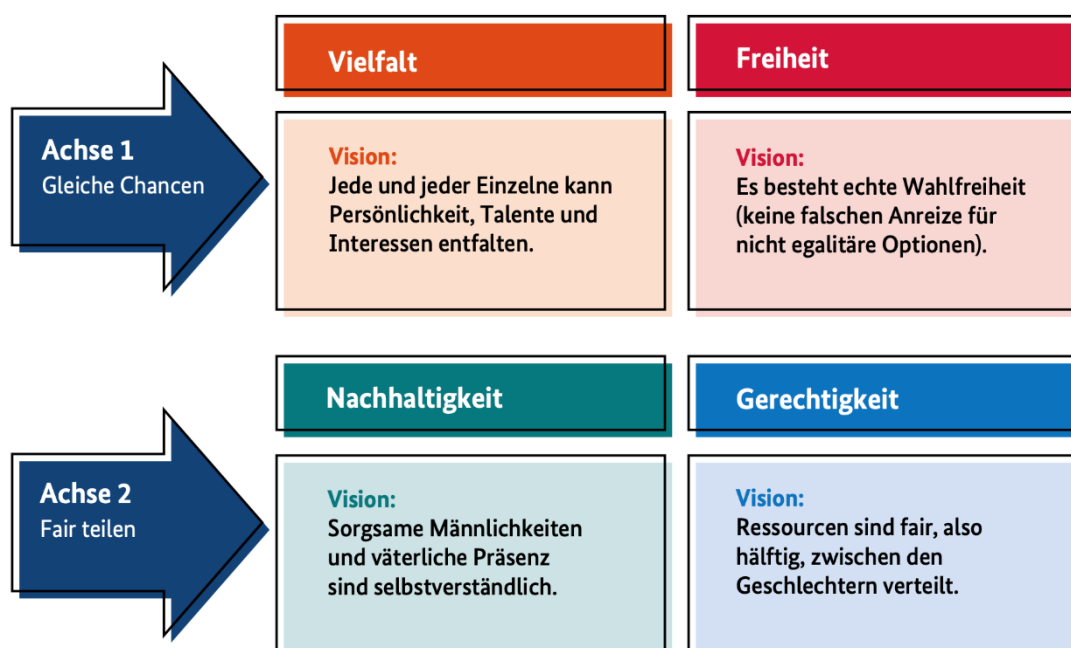 Achse 1
Gleiche Chancen
Vielfalt
Vision:
Jede und jeder Einzelne kann
Persönlichkeit, Talente und
Interessen entfalten.
Freiheit
Vision:
Es besteht echte Wahlfreiheit
(keine falschen Anreize für
nicht egalitäre Optionen).
Achse 2
Fair teilen
Nachhaltigkeit
Vision:
Sorgsame Männlichkeiten
und väterliche Präsenz
sind selbstverständlich.
Gerechtigkeit
Vision:
Ressourcen sind fair, also
hälftig, zwischen den
Geschlechtern verteilt.